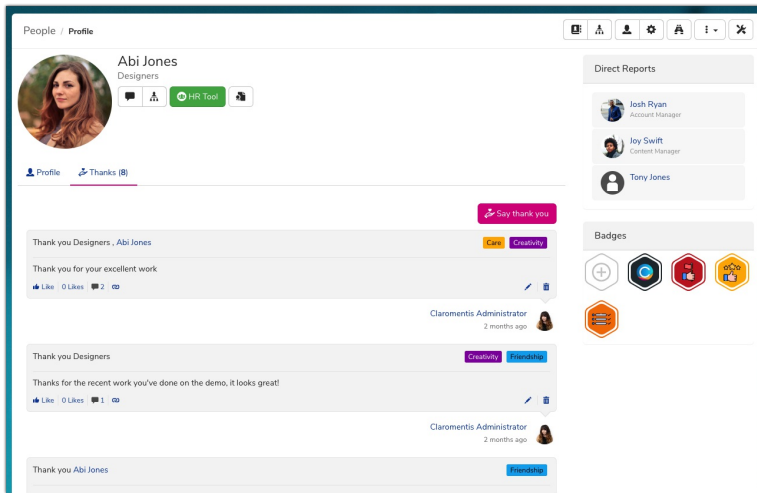 People / Profile
Abi Jones
Designers
HR Tool
Profile
Thanks (8)
Say thank you
Thank you Designers , Abi Jones
Care
Creativity
Thank you for your excellent work
Like
0 Likes
2
Claromentis Administrator
2 months ago
Thank you Designers
Creativity
Friendship
Thanks for the recent work you've done on the demo, it looks great!
Like
0 Likes
1
Claromentis Administrator
2 months ago
Thank you Abi Jones
Friendship
Direct Reports
Josh Ryan
Account Manager
Joy Swift
Content Manager
Tony Jones
Badges